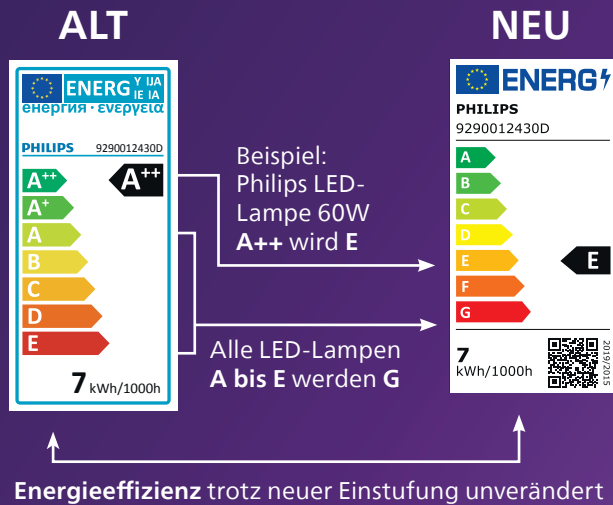 ALT
ENERG Y IJA
IE IA
енергия · ενεργεια
PHILIPS 9290012430D
A++ A++
A+
A
B
C
D
E
7 kWh/1000h
Beispiel:
Philips LED-
Lampe 60W
A++ wird E
Alle LED-Lampen
A bis E werden G
NEU
ENERG
PHILIPS
9290012430D
A
B
C
D
E E
F
G
7
kWh/1000h
2019/2015
Energieeffizienz trotz neuer Einstufung unverändert